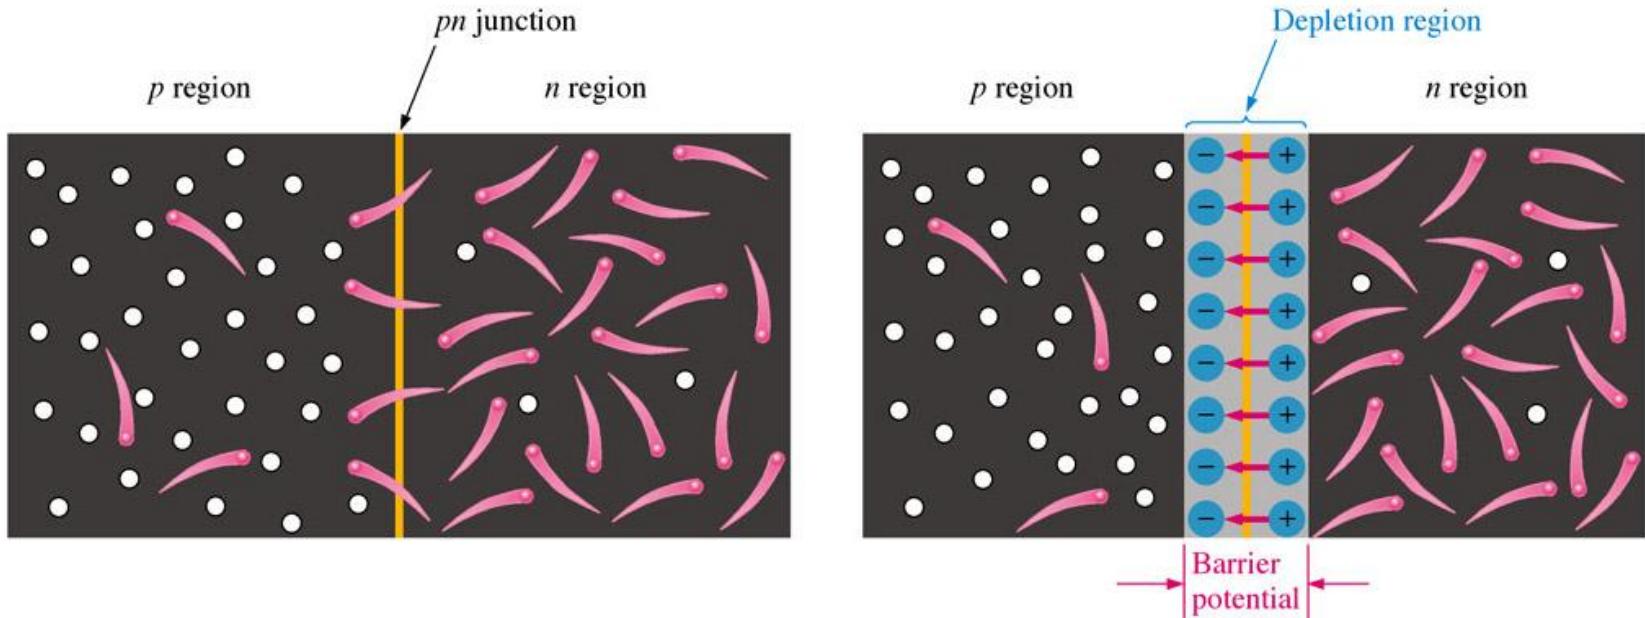 pn junction
p region
n region
Depletion region
p region
n region
− +
− +
− +
− +
− +
− +
− +
− +
Barrier
potential